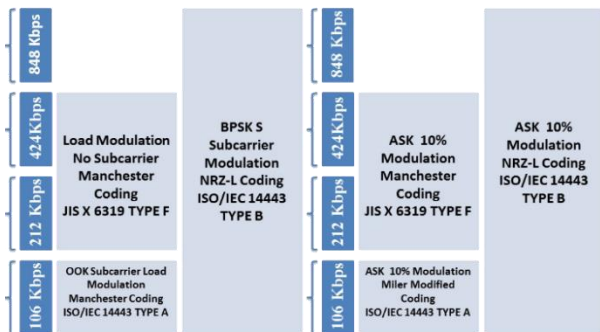 848 Kbps
424Kbps
212 Kbps
106 Kbps
Load Modulation
No Subcarrier
Manchester
Coding
JIS X 6319 TYPE F
OOK Subcarrier Load
Modulation
Manchester Coding
ISO/IEC 14443 TYPE A
BPSK S
Subcarrier
Modulation
NRZ-L Coding
ISO/IEC 14443
TYPE B
848 Kbps
424Kbps
212 Kbps
106 Kbps
ASK 10%
Modulation
Manchester
Coding
JIS X 6319 TYPE F
ASK 10% Modulation
Miler Modified
Coding
ISO/IEC 14443 TYPE A
ASK 10%
Modulation
NRZ-L Coding
ISO/IEC 14443
TYPE B